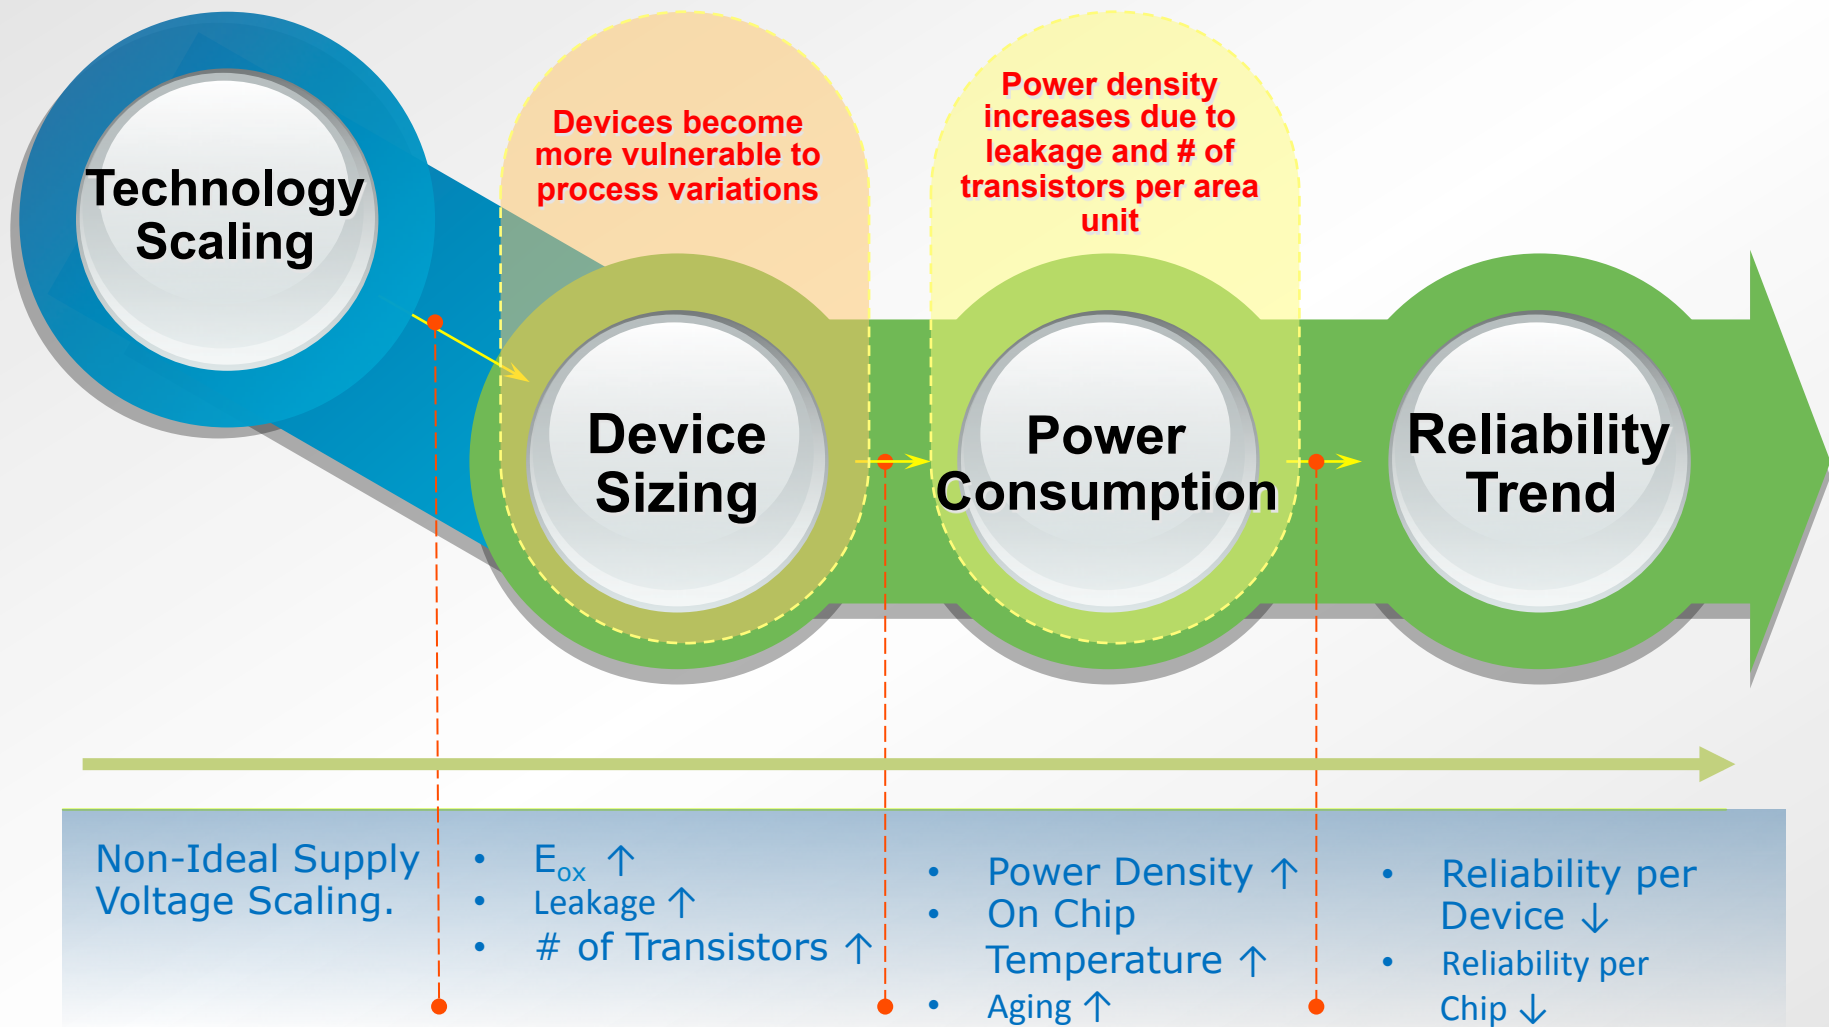 Technology
Scaling
Devices become
more vulnerable to
process variations
Power density
increases due to
leakage and # of
transistors per area
unit
Device
Sizing
Power
Consumption
Reliability
Trend
Non-Ideal Supply
Voltage Scaling.
• Eₒₓ ↑
• Leakage ↑
• # of Transistors ↑
• Power Density ↑
• On Chip
Temperature ↑
• Aging ↑
• Reliability per
Device ↓
• Reliability per
Chip ↓